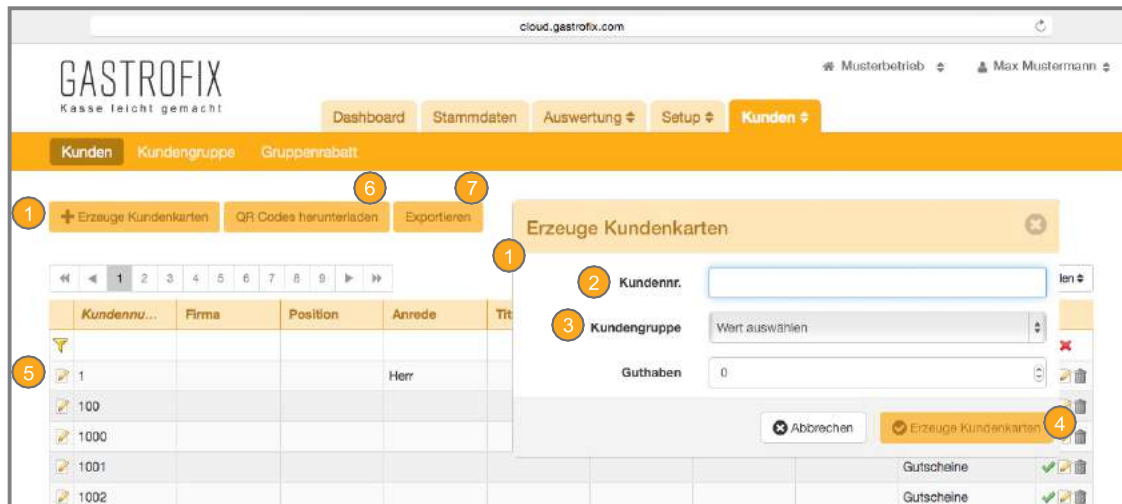 cloud.gastrofix.com
GASTROFIX
Kasse leicht gemacht
Musterbetrieb
Max Mustermann
Dashboard Stammdaten Auswertung Setup Kunden
Kunden Kundengruppe Gruppenrabatt
6 7
1 Erzeuge Kundenkarten QR Codes herunterladen Exportieren
Erzeuge Kundenkarten
1
2 Kundennr.
1 2 3 4 5 6 7 8 9
Kundennu... Firma Position Anrede Tit
3 Kundengruppe Wert auswählen
5 1 Herr
Guthaben 0
100
1000
Abbrechen Erzeuge Kundenkarten 4
1001 Gutscheine
1002 Gutscheine